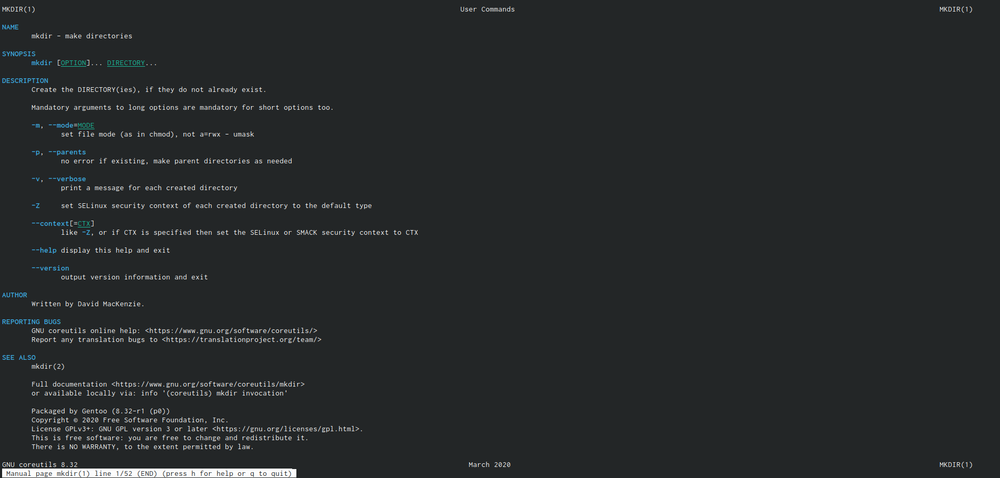 MKDIR(1) User Commands MKDIR(1)
NAME
mkdir - make directories
SYNOPSIS
mkdir [OPTION]... DIRECTORY...
DESCRIPTION
Create the DIRECTORY(ies), if they do not already exist.
Mandatory arguments to long options are mandatory for short options too.
-m, --mode=MODE
set file mode (as in chmod), not a=rwx - umask
-p, --parents
no error if existing, make parent directories as needed
-v, --verbose
print a message for each created directory
-Z set SELinux security context of each created directory to the default type
--context[=CTX]
like -Z, or if CTX is specified then set the SELinux or SMACK security context to CTX
--help display this help and exit
--version
output version information and exit
AUTHOR
Written by David MacKenzie.
REPORTING BUGS
GNU coreutils online help: <https://www.gnu.org/software/coreutils/>
Report any translation bugs to <https://translationproject.org/team/>
SEE ALSO
mkdir(2)
Full documentation <https://www.gnu.org/software/coreutils/mkdir>
or available locally via: info '(coreutils) mkdir invocation'
Packaged by Gentoo (8.32-r1 (p0))
Copyright © 2020 Free Software Foundation, Inc.
License GPLv3+: GNU GPL version 3 or later <https://gnu.org/licenses/gpl.html>.
This is free software: you are free to change and redistribute it.
There is NO WARRANTY, to the extent permitted by law.
GNU coreutils 8.32 March 2020 MKDIR(1)
Manual page mkdir(1) line 1/52 (END) (press h for help or q to quit)